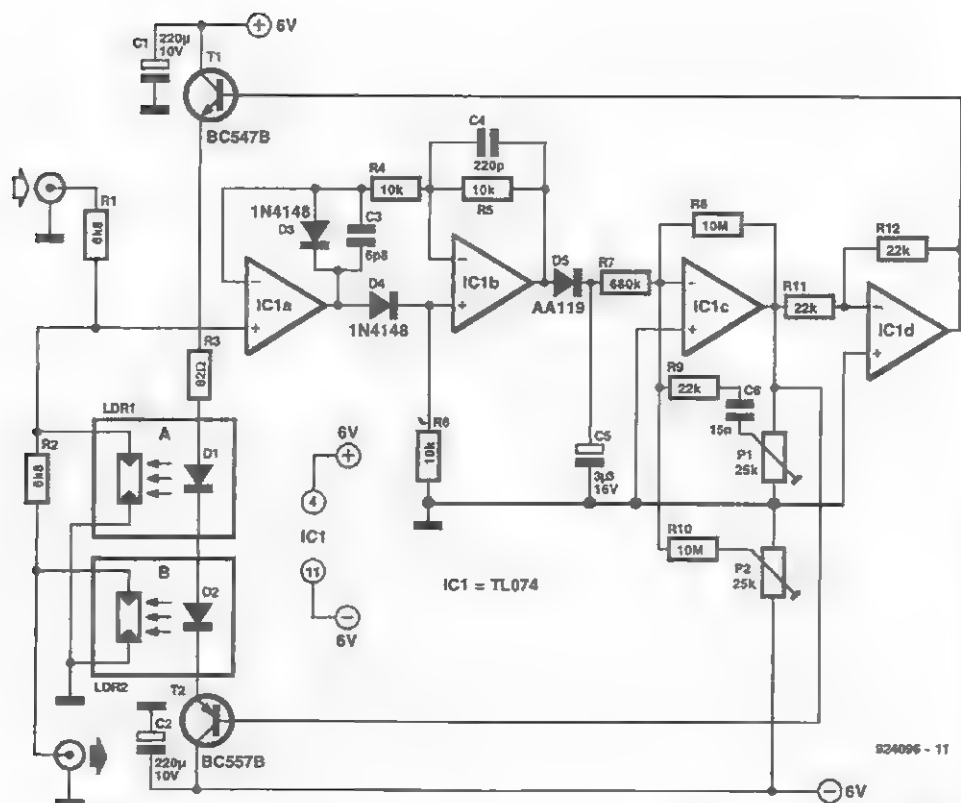 C1
220µ
10V
+ 6V
T1
BC547B
R1
6k8
R4
10k
C4
220p
10k
R5
1N4148
D3
C3
6p8
−
+
IC1a
D4
1N4148
−
+
IC1b
D5
AA119
R7
680k
R8
10M
−
+
IC1c
R11
22k
R12
22k
−
+
IC1d
R3
82Ω
LDR1
A
D1
R2
6k8
R6
10k
C5
3µ3
16V
R9
22k
C6
15n
P1
25k
6V
+
4
IC1
11
−
6V
R10
10M
P2
25k
IC1 = TL074
B
D2
LDR2
T2
BC557B
C2
220µ
10V
924096 - 11
− 6V